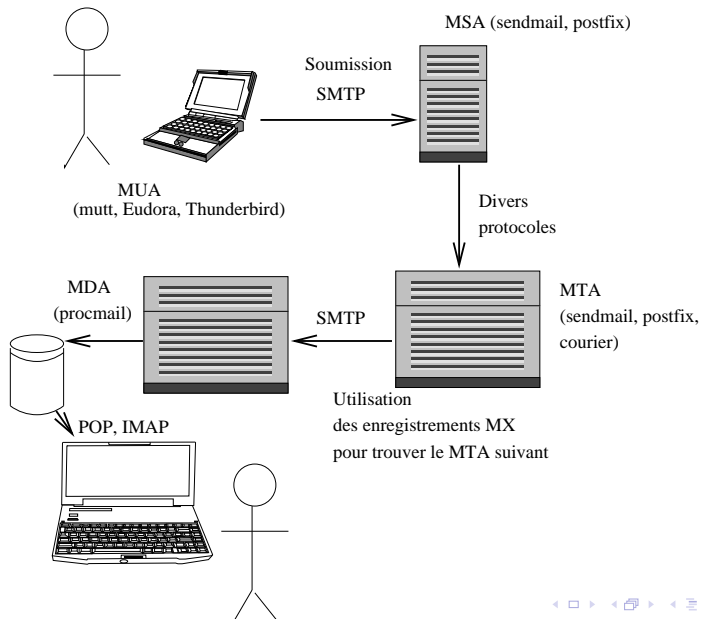 MSA (sendmail, postfix)
Soumission
SMTP
MUA
(mutt, Eudora, Thunderbird)
Divers
protocoles
MDA
(procmail)
SMTP
MTA
(sendmail, postfix,
courier)
Utilisation
des enregistrements MX
pour trouver le MTA suivant
POP, IMAP